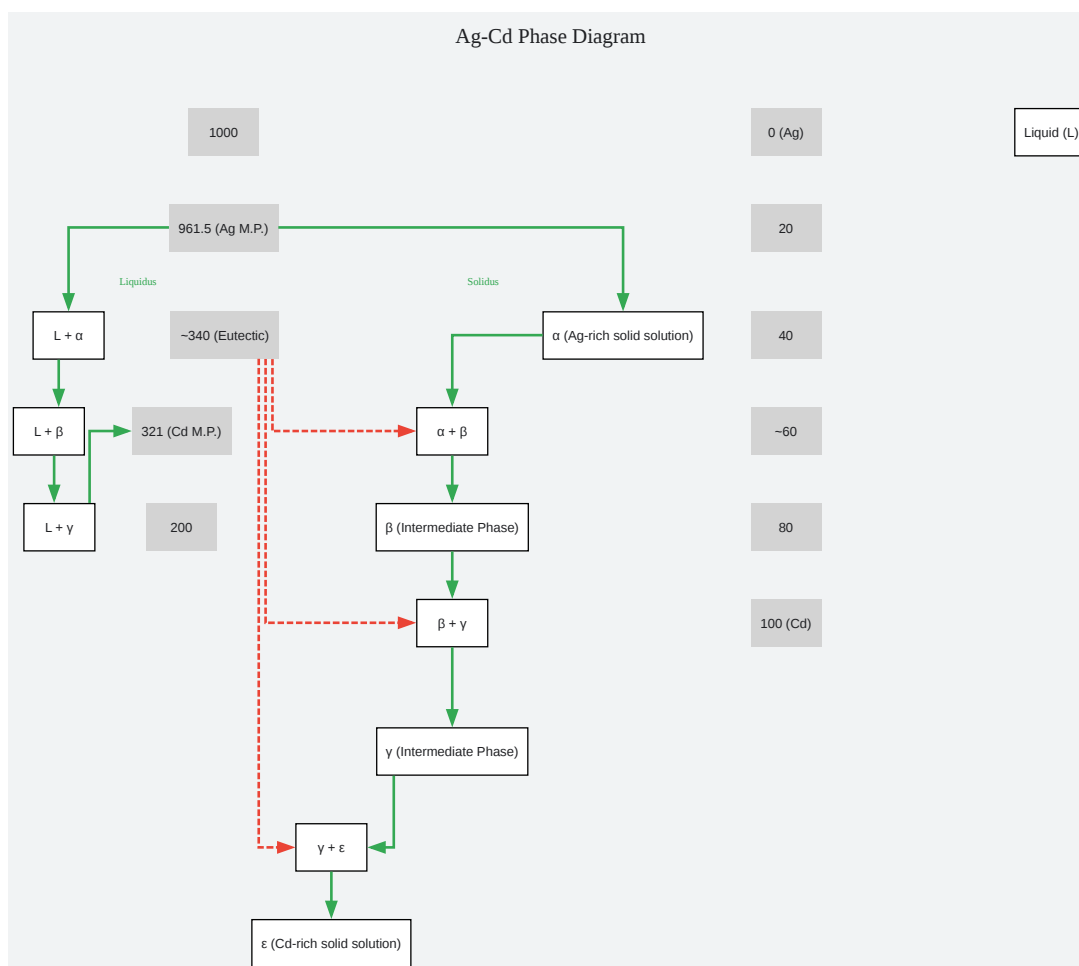 Ag-Cd Phase Diagram
1000
0 (Ag)
Liquid (L)
961.5 (Ag M.P.)
20
Liquidus
Solidus
L + α
~340 (Eutectic)
α (Ag-rich solid solution)
40
L + β
321 (Cd M.P.)
α + β
~60
L + γ
200
β (Intermediate Phase)
80
β + γ
100 (Cd)
γ (Intermediate Phase)
γ + ε
ε (Cd-rich solid solution)